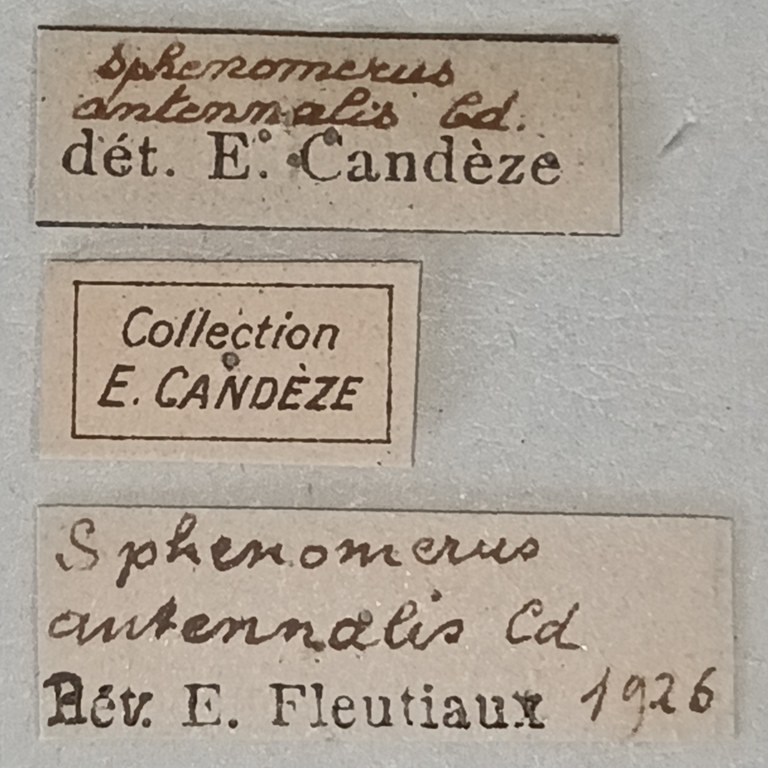 Sphenomerus
antennalis Cd.
dét. E. Candèze
Collection
E. CANDÈZE
Sphenomerus
antennalis Cd
Rév. E. Fleutiaux 1926